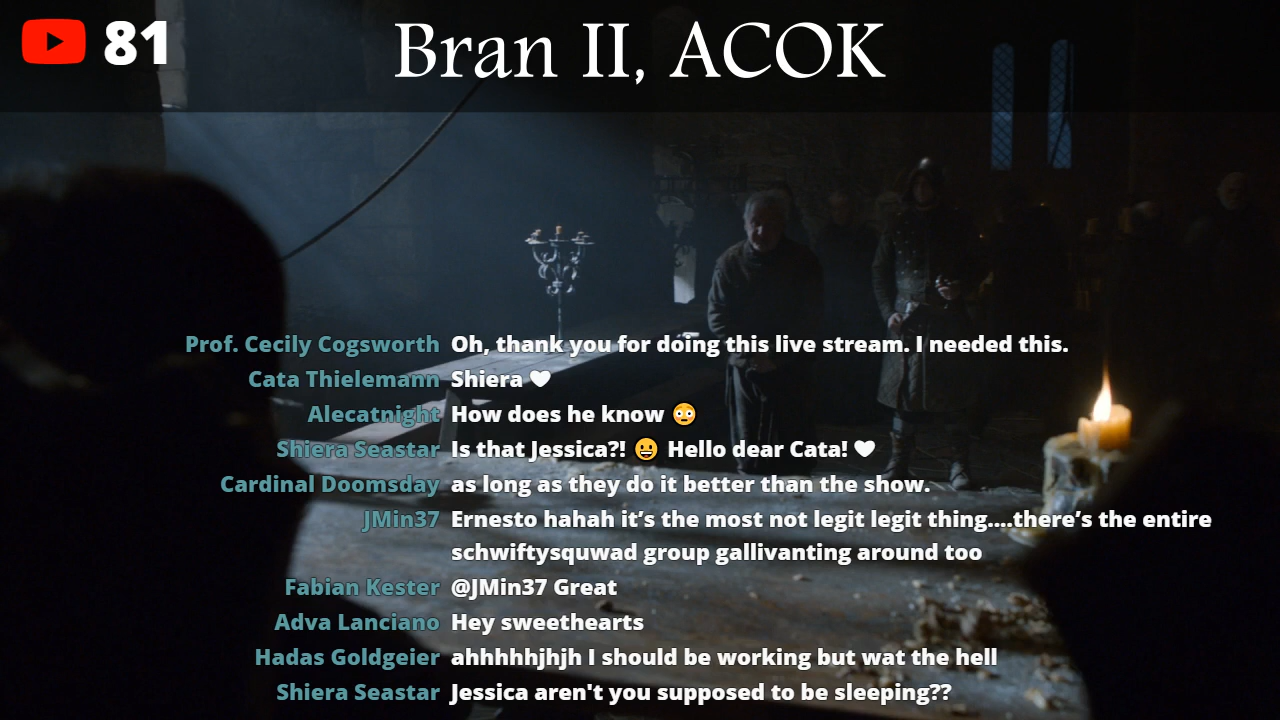 81
Bran II, ACOK
Prof. Cecily Cogsworth Oh, thank you for doing this live stream. I needed this.
Cata Thielemann Shiera 🤍
Alecatnight How does he know 😳
Shiera Seastar Is that Jessica?! 😀 Hello dear Cata! 🤍
Cardinal Doomsday as long as they do it better than the show.
JMin37 Ernesto hahah it’s the most not legit legit thing....there’s the entire
schwiftysquwad group gallivanting around too
Fabian Kester @JMin37 Great
Adva Lanciano Hey sweethearts
Hadas Goldgeier ahhhhhjhjh I should be working but wat the hell
Shiera Seastar Jessica aren't you supposed to be sleeping??